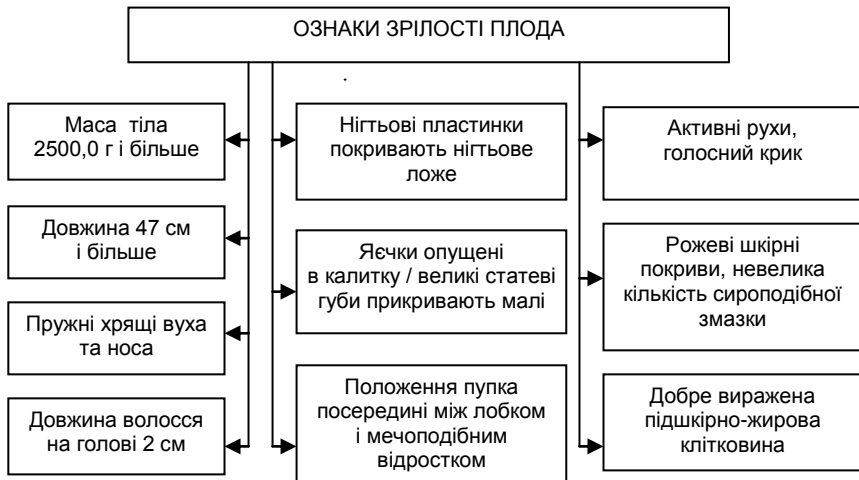 ОЗНАКИ ЗРІЛОСТІ ПЛОДА
Маса тіла
2500,0 г і більше
Довжина 47 см
і більше
Пружні хрящі вуха
та носа
Довжина волосся
на голові 2 см
Нігтьові пластинки
покривають нігтьове
ложе
Яєчки опущені
в калитку / великі статеві
губи прикривають малі
Положення пупка
посередині між лобком
і мечоподібним
відростком
Активні рухи,
голосний крик
Рожеві шкірні
покриви, невелика
кількість сироподібної
змазки
Добре виражена
підшкірно-жирова
клітковина